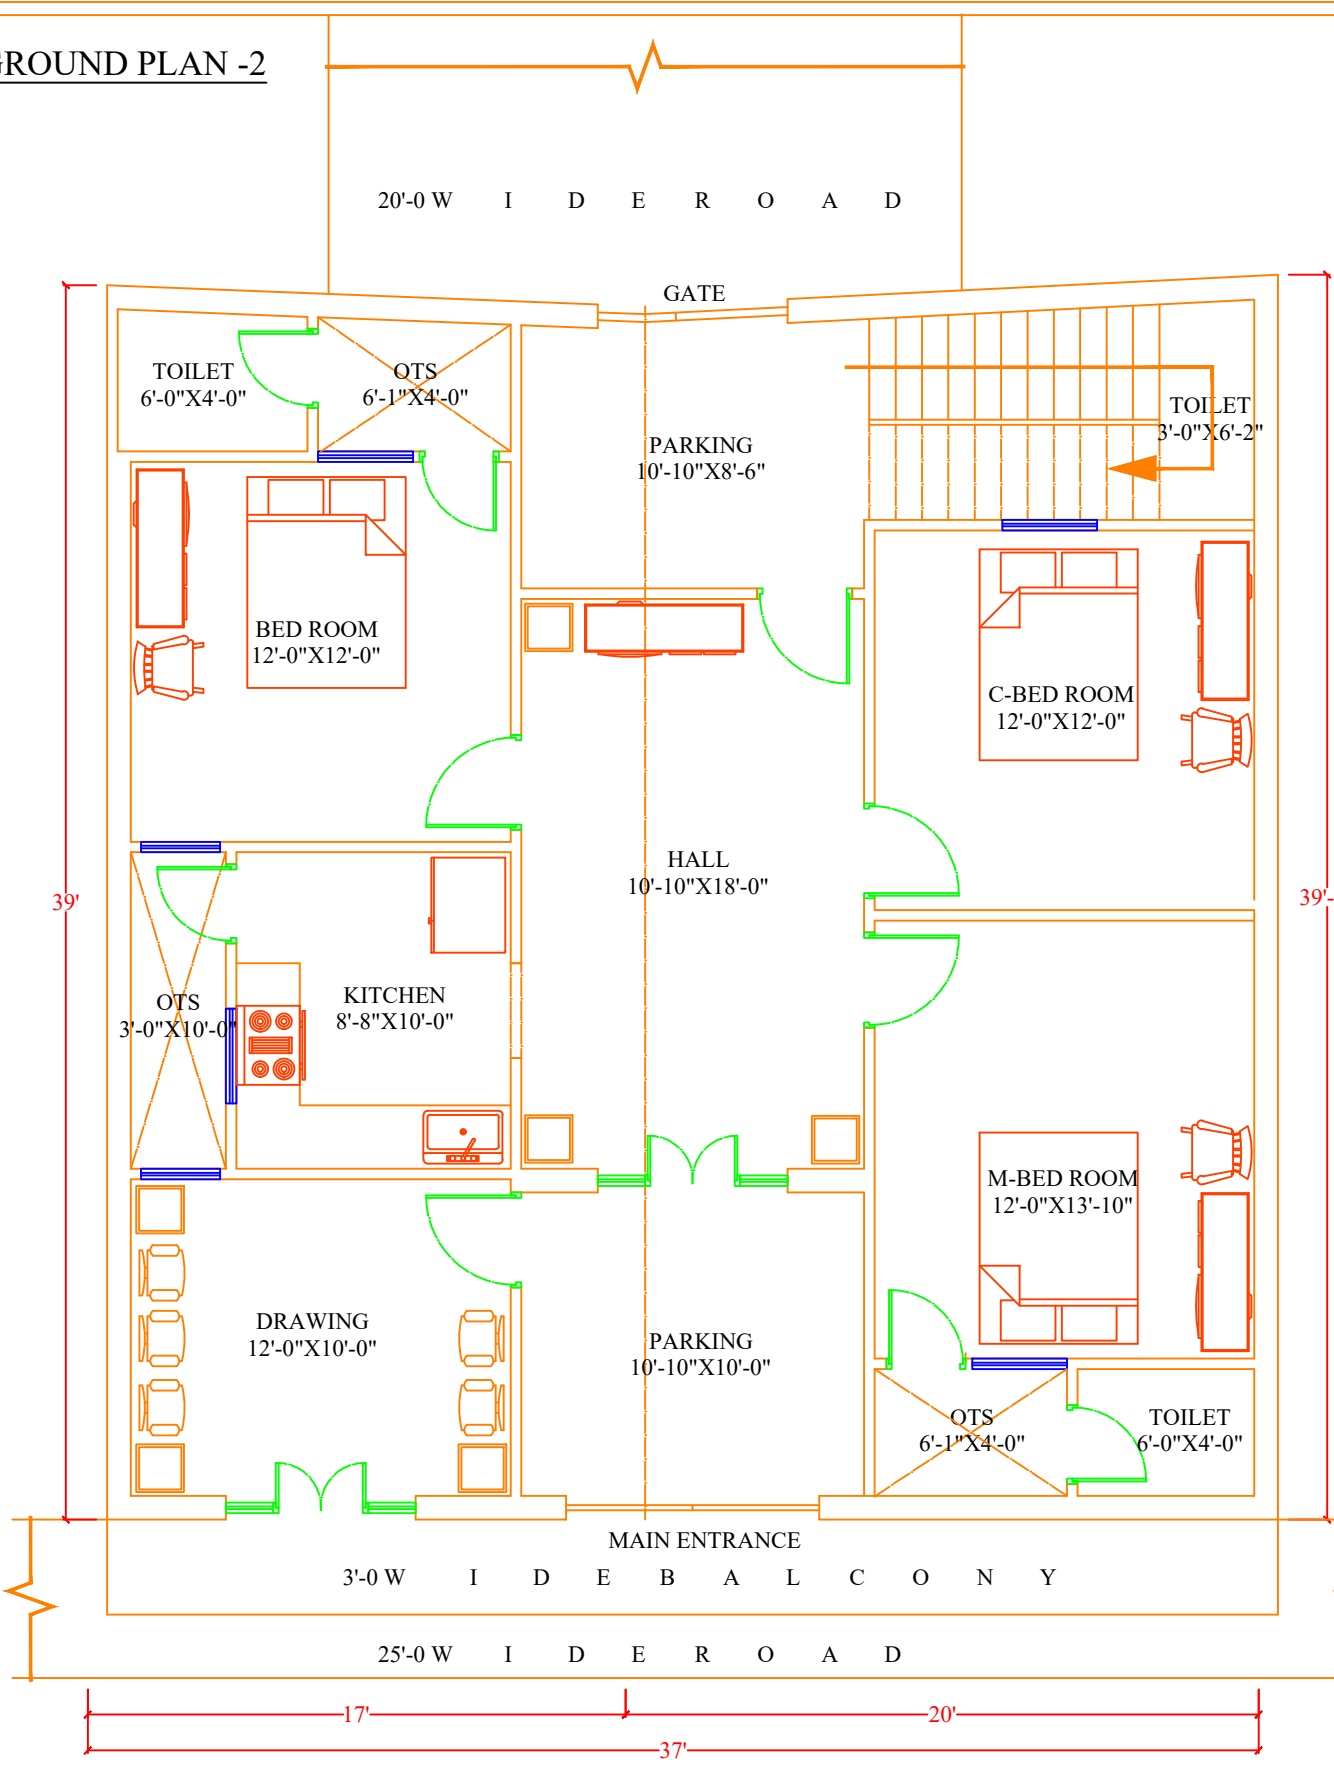 GROUND PLAN -2
20'-0 W I D E R O A D
GATE
TOILET
6'-0"X4'-0"
OTS
6'-1"X4'-0"
TOILET
3'-0"X6'-2"
PARKING
10'-10"X8'-6"
BED ROOM
12'-0"X12'-0"
C-BED ROOM
12'-0"X12'-0"
HALL
10'-10"X18'-0"
39'
39'-
OTS
3'-0"X10'-0"
KITCHEN
8'-8"X10'-0"
M-BED ROOM
12'-0"X13'-10"
DRAWING
12'-0"X10'-0"
PARKING
10'-10"X10'-0"
OTS
6'-1"X4'-0"
TOILET
6'-0"X4'-0"
MAIN ENTRANCE
3'-0 W I D E B A L C O N Y
25'-0 W I D E R O A D
17'
20'
37'